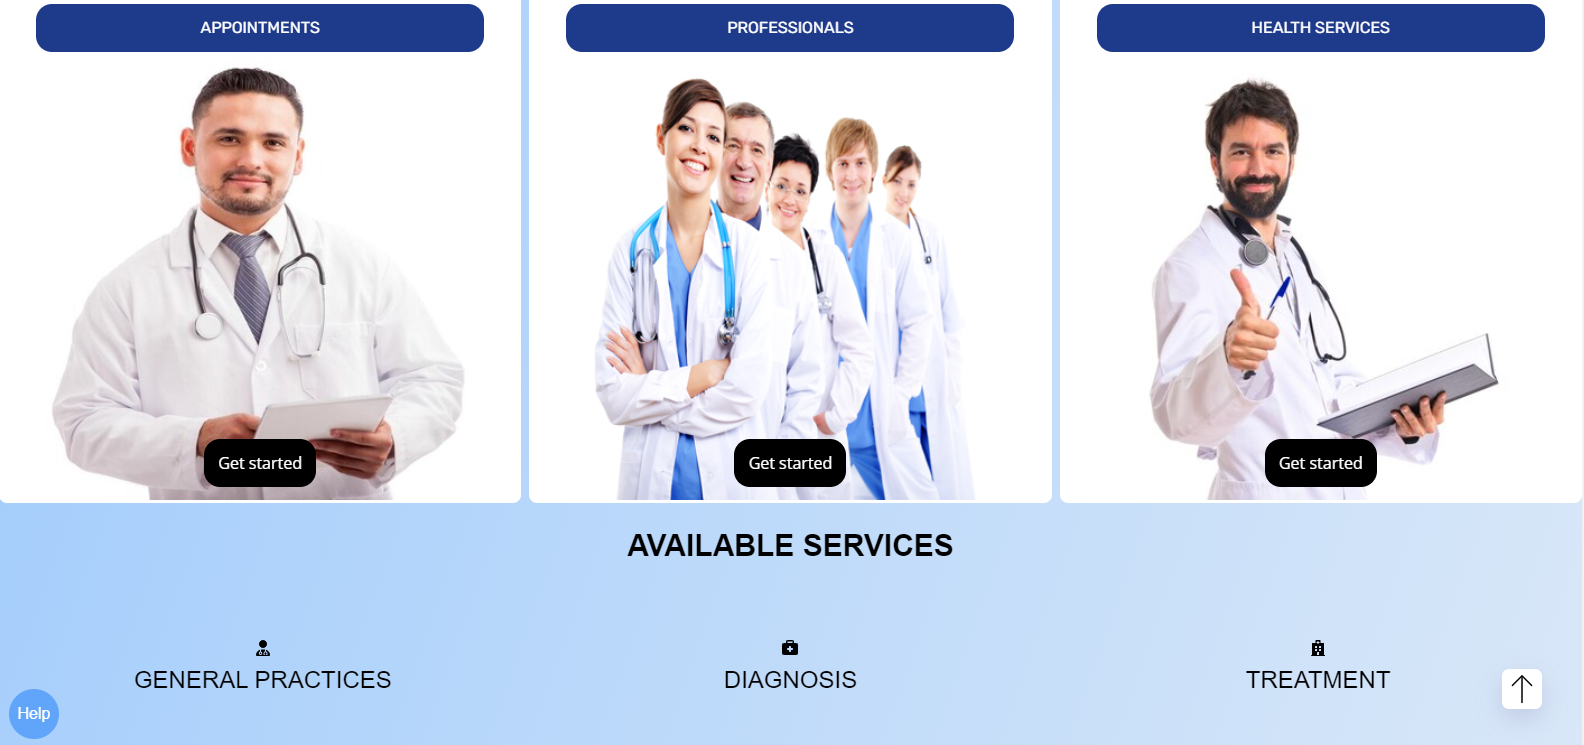 APPOINTMENTS
PROFESSIONALS
HEALTH SERVICES
Get started
Get started
Get started
AVAILABLE SERVICES
GENERAL PRACTICES
DIAGNOSIS
TREATMENT
Help